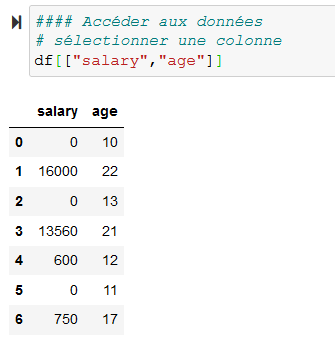 #### Accéder aux données
# sélectionner une colonne
df[["salary","age"]]
salary age
0 0 10
1 16000 22
2 0 13
3 13560 21
4 600 12
5 0 11
6 750 17